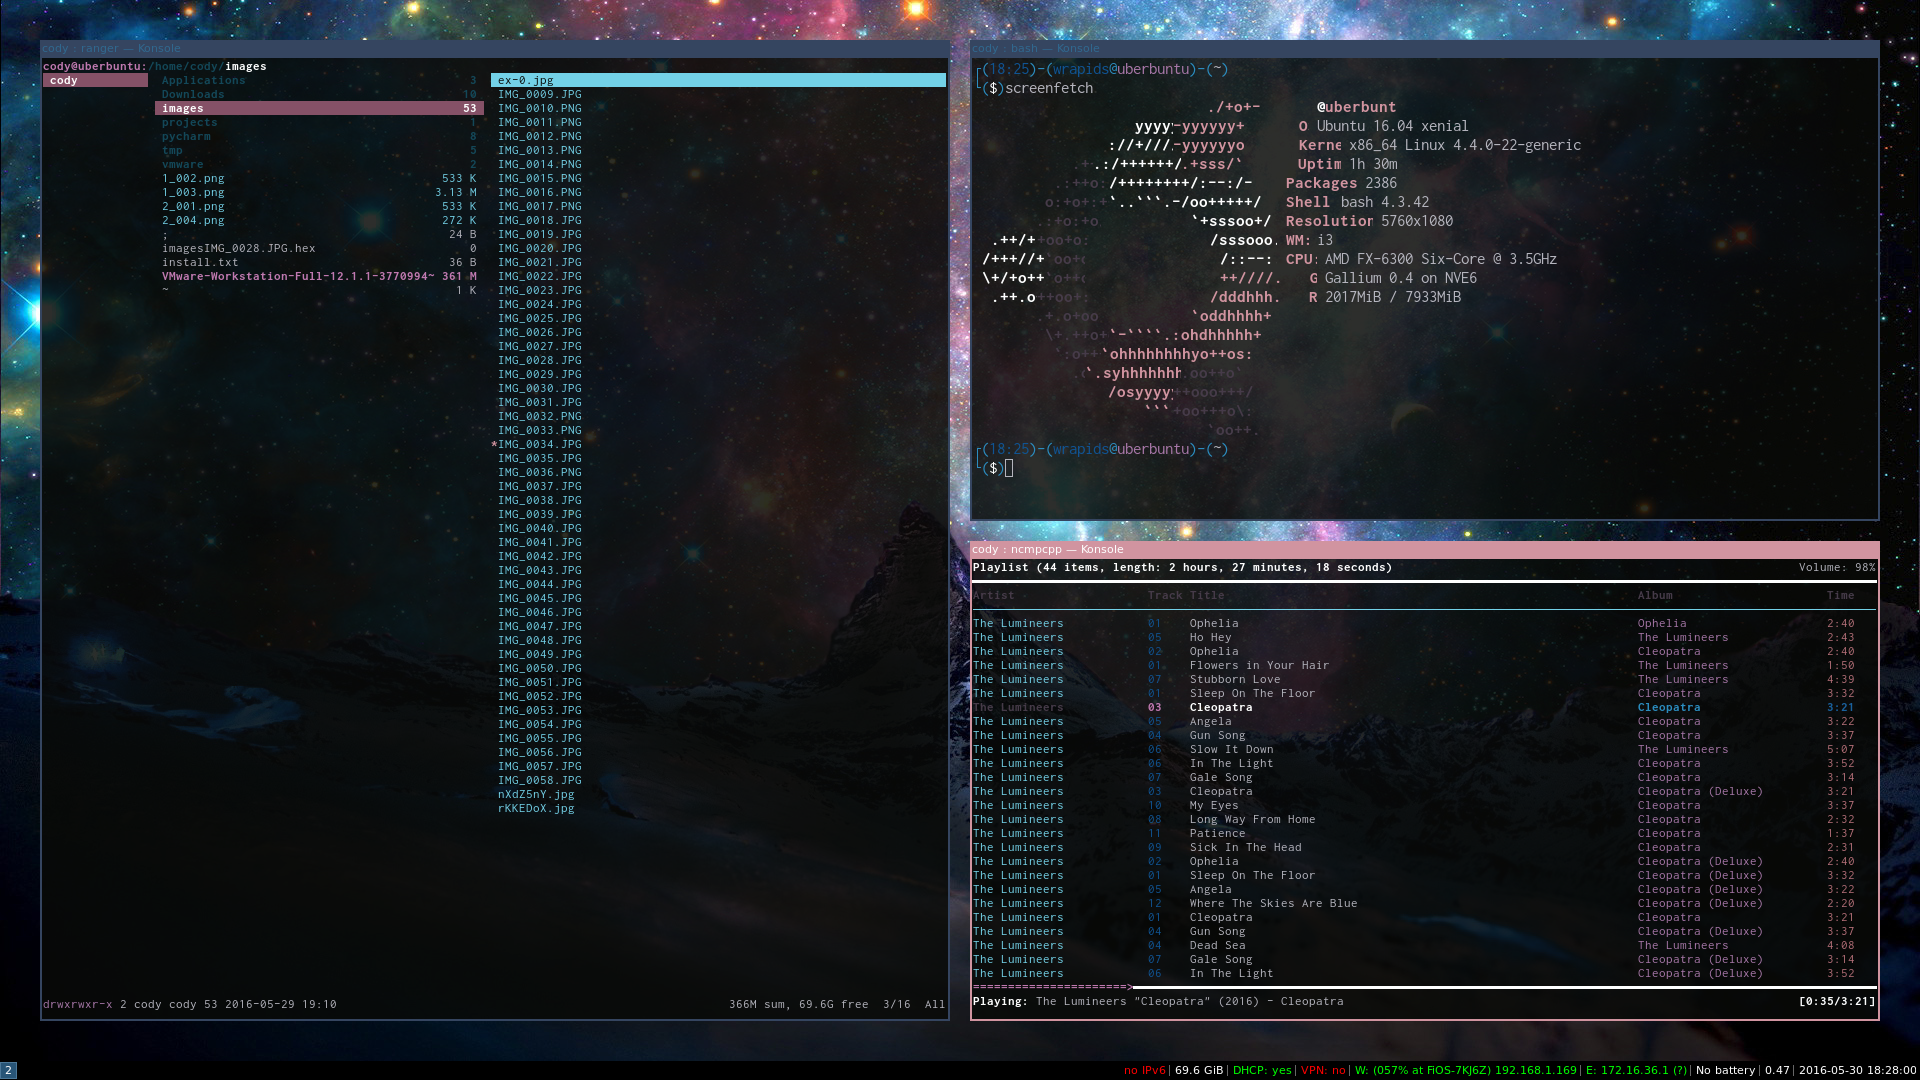 cody : ranger — Konsole
cody@uberbuntu:/home/cody/images
cody
Applications 3
Downloads 10
images 53
projects 1
pycharm 8
tmp 5
vmware 2
1_002.png 533 K
1_003.png 3.13 M
2_001.png 533 K
2_004.png 272 K
; 24 B
imagesIMG_0028.JPG.hex 0
install.txt 36 B
VMware-Workstation-Full-12.1.1-3770994~ 361 M
~ 1 K
ex-0.jpg
IMG_0009.JPG
IMG_0010.PNG
IMG_0011.PNG
IMG_0012.PNG
IMG_0013.PNG
IMG_0014.PNG
IMG_0015.PNG
IMG_0016.PNG
IMG_0017.PNG
IMG_0018.JPG
IMG_0019.JPG
IMG_0020.JPG
IMG_0021.JPG
IMG_0022.JPG
IMG_0023.JPG
IMG_0024.JPG
IMG_0025.JPG
IMG_0026.JPG
IMG_0027.JPG
IMG_0028.JPG
IMG_0029.JPG
IMG_0030.JPG
IMG_0031.JPG
IMG_0032.PNG
IMG_0033.PNG
*IMG_0034.JPG
IMG_0035.JPG
IMG_0036.PNG
IMG_0037.JPG
IMG_0038.JPG
IMG_0039.JPG
IMG_0040.JPG
IMG_0041.JPG
IMG_0042.JPG
IMG_0043.JPG
IMG_0044.JPG
IMG_0045.JPG
IMG_0046.JPG
IMG_0047.JPG
IMG_0048.JPG
IMG_0049.JPG
IMG_0050.JPG
IMG_0051.JPG
IMG_0052.JPG
IMG_0053.JPG
IMG_0054.JPG
IMG_0055.JPG
IMG_0056.JPG
IMG_0057.JPG
IMG_0058.JPG
nXdZ5nY.jpg
rKKEDoX.jpg
drwxrwxr-x 2 cody cody 53 2016-05-29 19:10 366M sum, 69.6G free 3/16 All
cody : bash — Konsole
(18:25)-(wrapids@uberbuntu)-(~)
($)screenfetch
@uberbunt
O Ubuntu 16.04 xenial
Kerne x86_64 Linux 4.4.0-22-generic
Uptim 1h 30m
Packages 2386
Shell bash 4.3.42
Resolution 5760x1080
WM: i3
CPU: AMD FX-6300 Six-Core @ 3.5GHz
G Gallium 0.4 on NVE6
R 2017MiB / 7933MiB
(18:25)-(wrapids@uberbuntu)-(~)
($)
cody : ncmpcpp — Konsole
Playlist (44 items, length: 2 hours, 27 minutes, 18 seconds) Volume: 98%
Artist Track Title Album Time
The Lumineers 01 Ophelia Ophelia 2:40
The Lumineers 05 Ho Hey The Lumineers 2:43
The Lumineers 02 Ophelia Cleopatra 2:40
The Lumineers 01 Flowers in Your Hair The Lumineers 1:50
The Lumineers 07 Stubborn Love The Lumineers 4:39
The Lumineers 01 Sleep On The Floor Cleopatra 3:32
The Lumineers 03 Cleopatra Cleopatra 3:21
The Lumineers 05 Angela Cleopatra 3:22
The Lumineers 04 Gun Song Cleopatra 3:37
The Lumineers 06 Slow It Down The Lumineers 5:07
The Lumineers 06 In The Light Cleopatra 3:52
The Lumineers 07 Gale Song Cleopatra 3:14
The Lumineers 03 Cleopatra Cleopatra (Deluxe) 3:21
The Lumineers 10 My Eyes Cleopatra 3:37
The Lumineers 08 Long Way From Home Cleopatra 2:32
The Lumineers 11 Patience Cleopatra 1:37
The Lumineers 09 Sick In The Head Cleopatra 2:31
The Lumineers 02 Ophelia Cleopatra (Deluxe) 2:40
The Lumineers 01 Sleep On The Floor Cleopatra (Deluxe) 3:32
The Lumineers 05 Angela Cleopatra (Deluxe) 3:22
The Lumineers 12 Where The Skies Are Blue Cleopatra (Deluxe) 2:20
The Lumineers 01 Cleopatra Cleopatra 3:21
The Lumineers 04 Gun Song Cleopatra (Deluxe) 3:37
The Lumineers 04 Dead Sea The Lumineers 4:08
The Lumineers 07 Gale Song Cleopatra (Deluxe) 3:14
The Lumineers 06 In The Light Cleopatra (Deluxe) 3:52
Playing: The Lumineers "Cleopatra" (2016) - Cleopatra [0:35/3:21]
2 no IPv6| 69.6 GiB| DHCP: yes| VPN: no| W: (057% at FiOS-7KJ6Z) 192.168.1.169| E: 172.16.36.1 (?)| No battery| 0.47| 2016-05-30 18:28:00